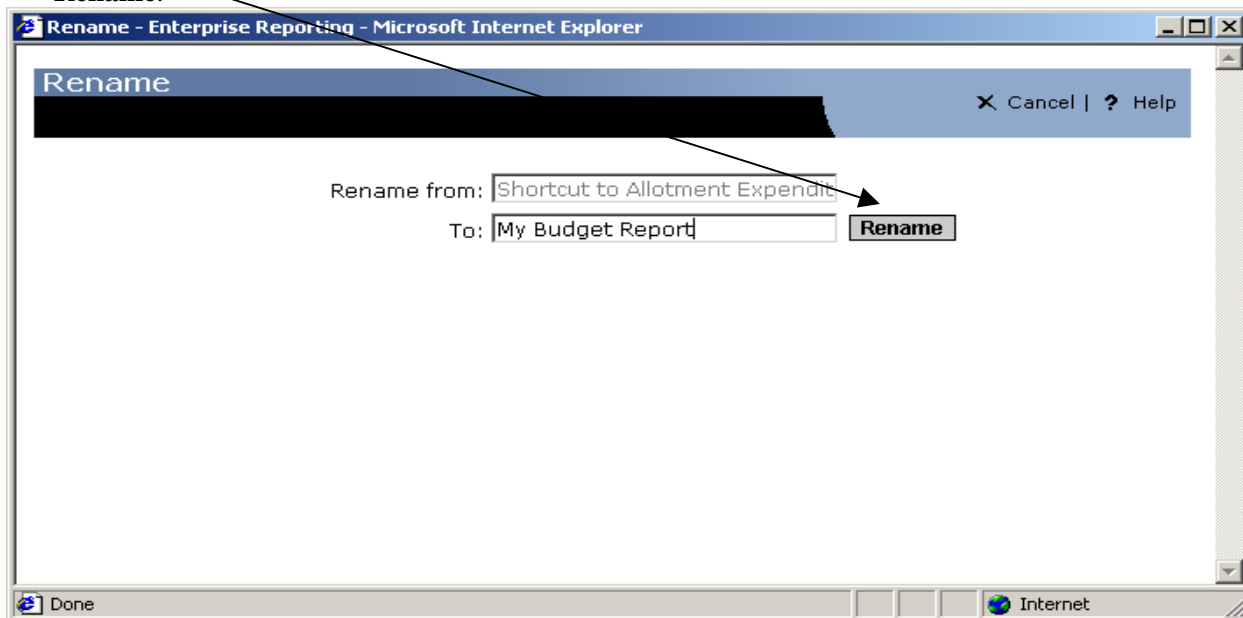 Rename - Enterprise Reporting - Microsoft Internet Explorer
Rename
Cancel | ? Help
Rename from: Shortcut to Allotment Expendit
To: My Budget Report Rename
Done Internet